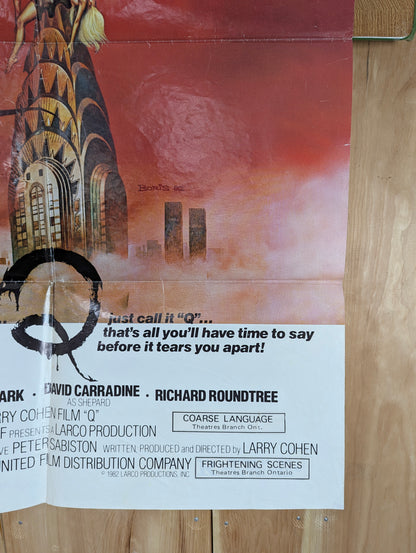 BORIS 82
Q
"just call it "Q"...
that's all you'll have time to say
before it tears you apart!
ARK · DAVID CARRADINE · RICHARD ROUNDTREE
AS SHEPARD
RRY COHEN FILM "Q"
COARSE LANGUAGE
Theatres Branch Ont.
F PRESENTS A LARCO PRODUCTION
VE PETER SABISTON WRITTEN, PRODUCED and DIRECTED by LARRY COHEN
UNITED FILM DISTRIBUTION COMPANY
FRIGHTENING SCENES
Theatres Branch Ontario
© 1982 LARCO PRODUCTIONS, INC